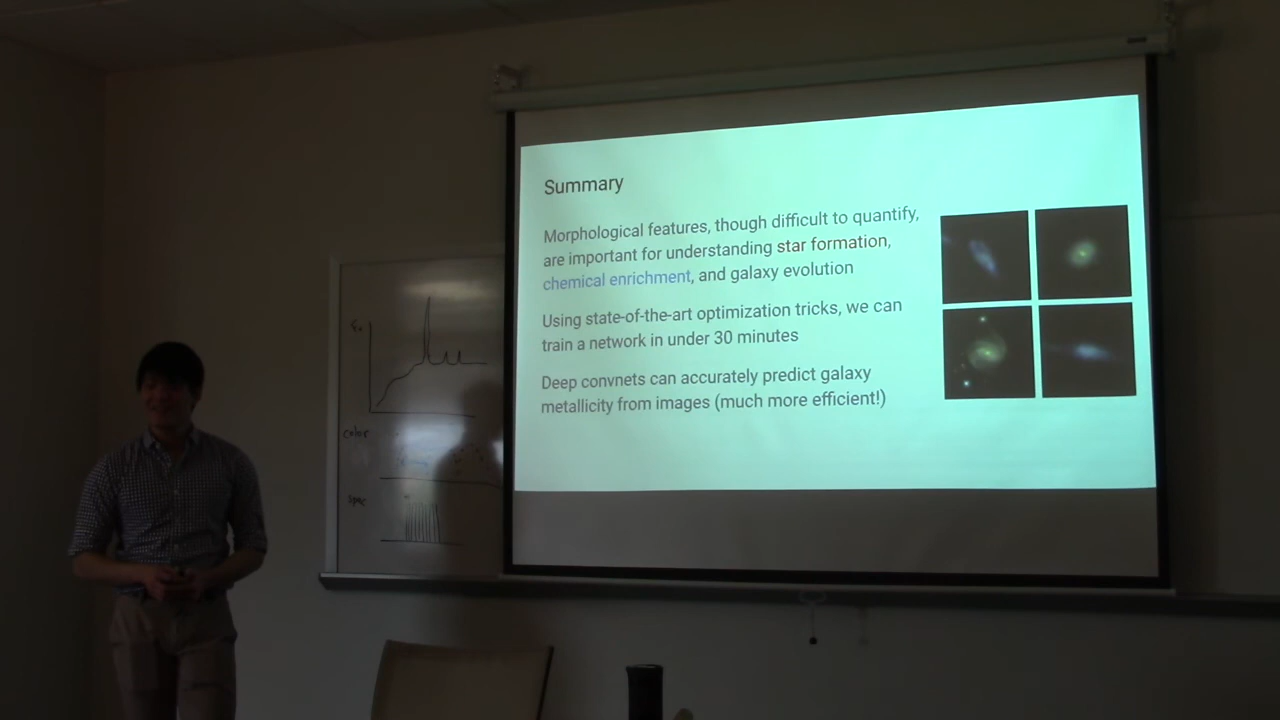 Summary
Morphological features, though difficult to quantify,
are important for understanding star formation,
chemical enrichment, and galaxy evolution
Using state-of-the-art optimization tricks, we can
train a network in under 30 minutes
Deep convnets can accurately predict galaxy
metallicity from images (much more efficient!)
color
spec